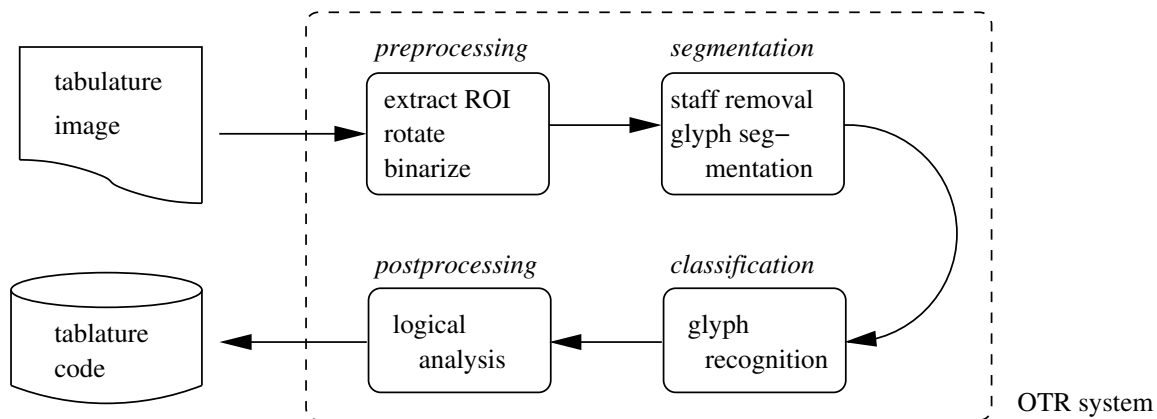 tabulature
image
preprocessing
extract ROI
rotate
binarize
segmentation
staff removal
glyph seg–
mentation
classification
glyph
recognition
postprocessing
logical
analysis
tablature
code
OTR system